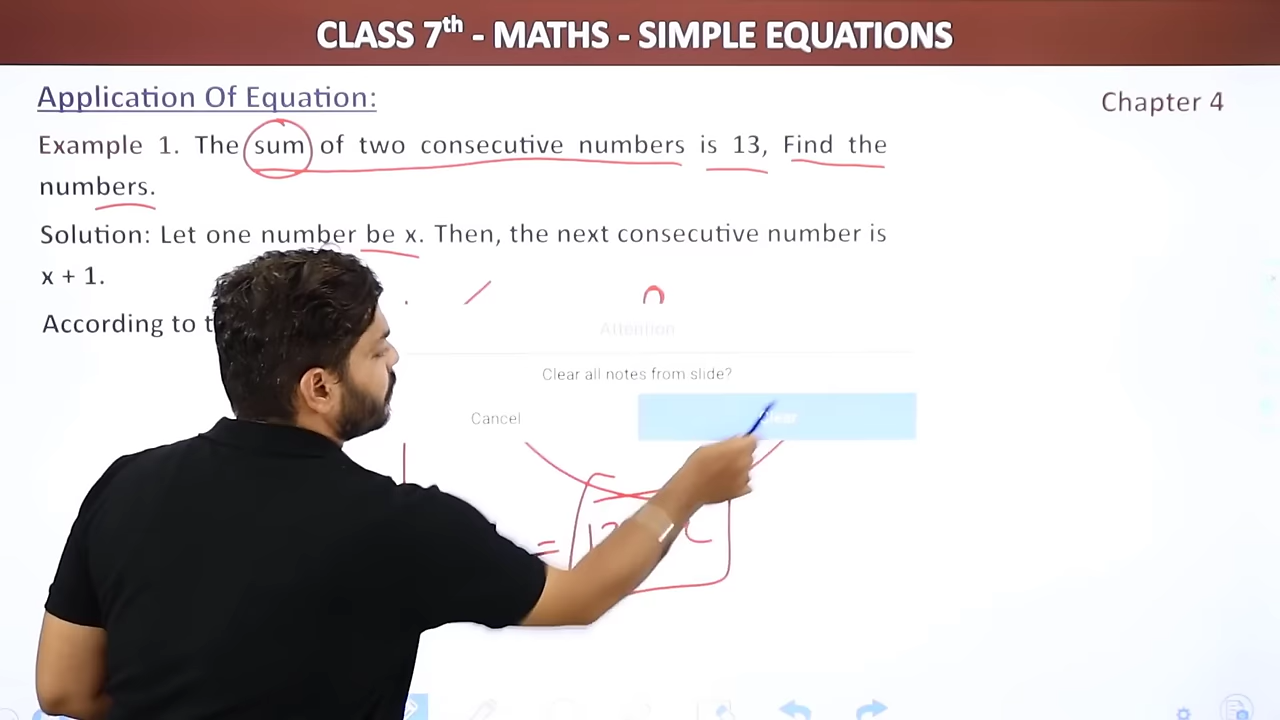 CLASS 7th - MATHS - SIMPLE EQUATIONS
Application Of Equation:
Chapter 4
Example 1. The sum of two consecutive numbers is 13, Find the
numbers.
Solution: Let one number be x. Then, the next consecutive number is
x + 1.
According to
Attention
Clear all notes from slide?
Cancel
Clear
=